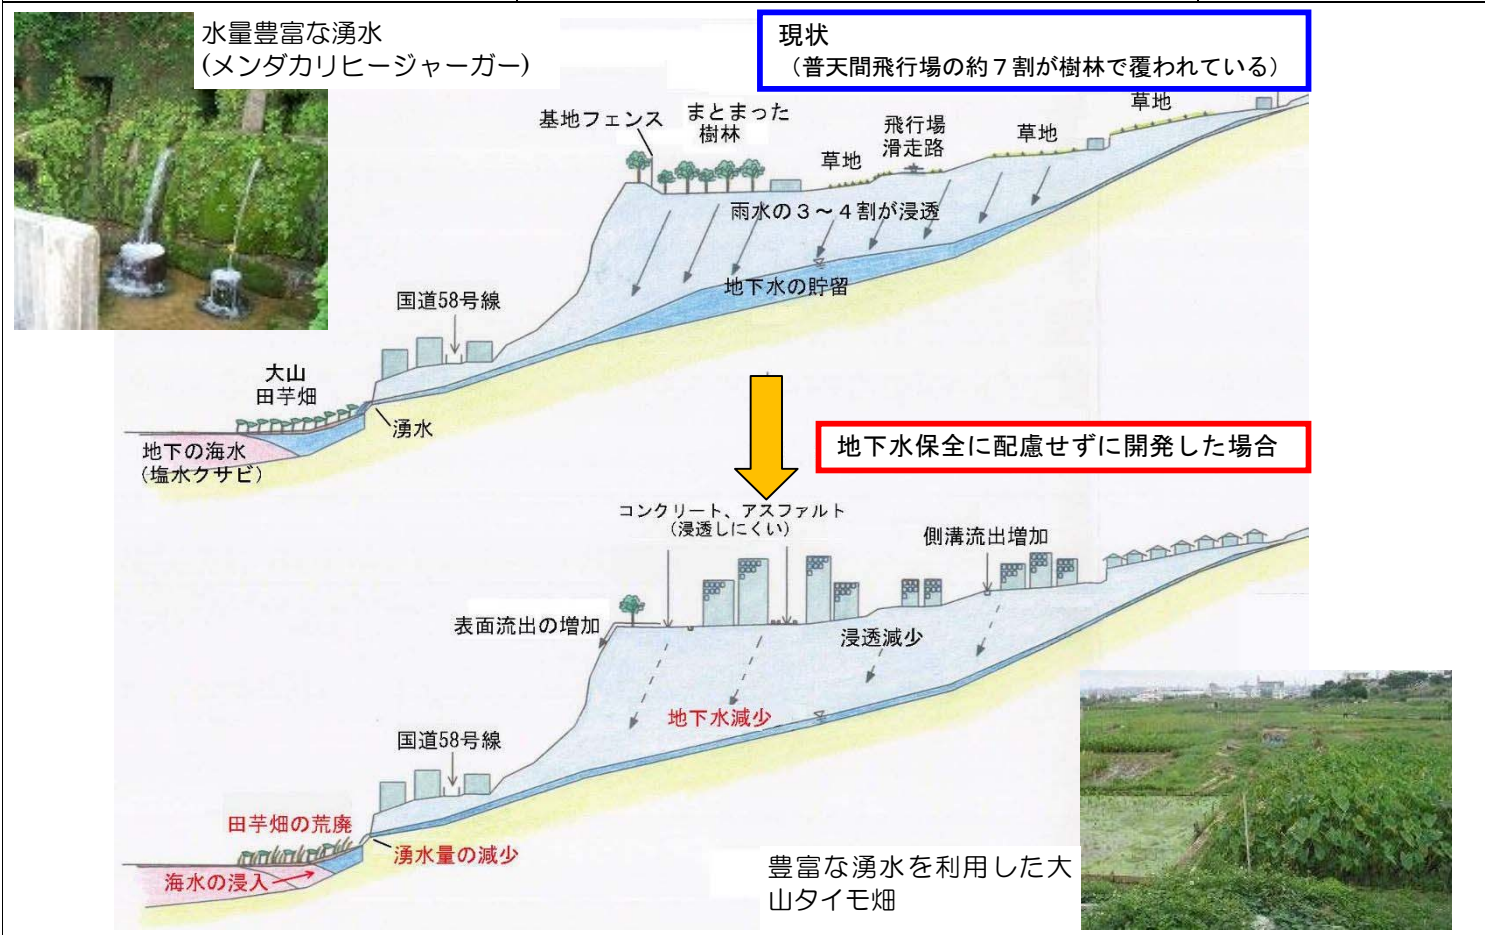 水量豊富な湧水
(メンダカリヒージャーガー)
現状
（普天間飛行場の約７割が樹林で覆われている）
基地フェンス
まとまった
樹林
草地
飛行場
滑走路
草地
草地
雨水の３～４割が浸透
地下水の貯留
国道58号線
大山
田芋畑
湧水
地下の海水
（塩水クサビ）
地下水保全に配慮せずに開発した場合
コンクリート、アスファルト
（浸透しにくい）
側溝流出増加
表面流出の増加
浸透減少
地下水減少
国道58号線
田芋畑の荒廃
湧水量の減少
海水の浸入
豊富な湧水を利用した大
山タイモ畑